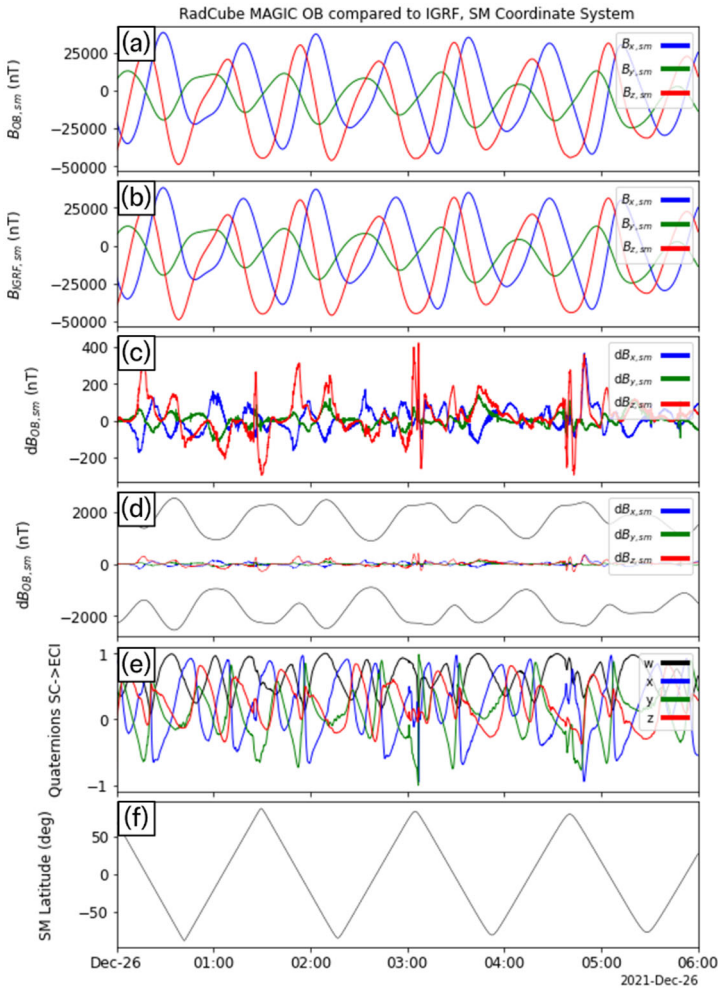 RadCube MAGIC OB compared to IGRF, SM Coordinate System
(a)
B_OB,sm (nT)
25000
0
−25000
−50000
B_x,sm
B_y,sm
B_z,sm
(b)
B_IGRF,sm (nT)
25000
0
−25000
−50000
B_x,sm
B_y,sm
B_z,sm
(c)
dB_OB,sm (nT)
400
200
0
−200
dB_x,sm
dB_y,sm
dB_z,sm
(d)
dB_OB,sm (nT)
2000
0
−2000
dB_x,sm
dB_y,sm
dB_z,sm
(e)
Quaternions SC->ECI
1
0
−1
w
x
y
z
(f)
SM Latitude (deg)
50
0
−50
Dec-26 01:00 02:00 03:00 04:00 05:00 06:00
2021-Dec-26